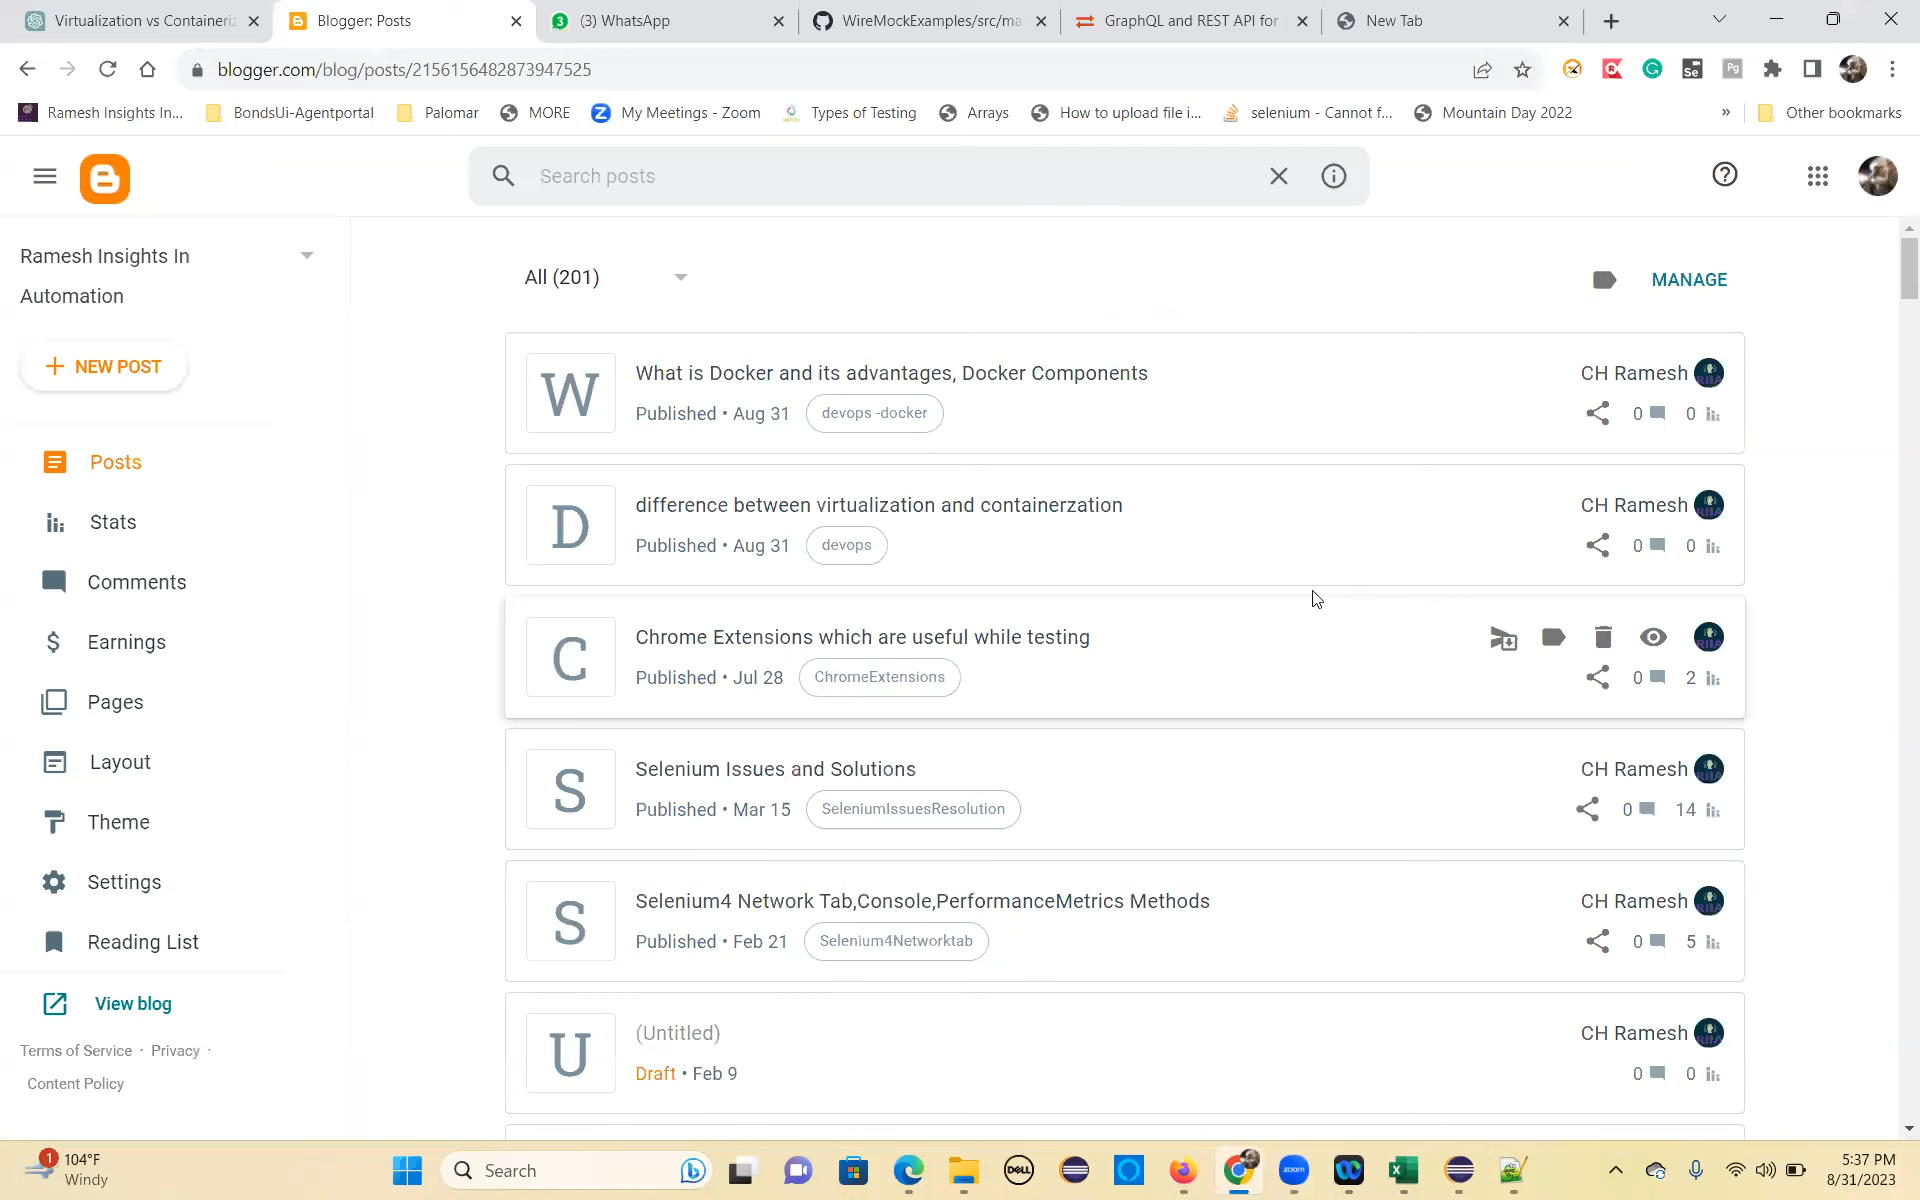 Virtualization vs Containeriz
Blogger: Posts
(3) WhatsApp
WireMockExamples/src/ma
GraphQL and REST API for
New Tab
blogger.com/blog/posts/2156156482873947525
Ramesh Insights In...
BondsUi-Agentportal
Palomar
MORE
My Meetings - Zoom
Types of Testing
Arrays
How to upload file i...
selenium - Cannot f...
Mountain Day 2022
»
Other bookmarks
Search posts
Ramesh Insights In
Automation
NEW POST
Posts
Stats
Comments
Earnings
Pages
Layout
Theme
Settings
Reading List
View blog
Terms of Service · Privacy ·
Content Policy
All (201)
MANAGE
W
What is Docker and its advantages, Docker Components
CH Ramesh
Published • Aug 31
devops -docker
0 0
D
difference between virtualization and containerzation
CH Ramesh
Published • Aug 31
devops
0 0
C
Chrome Extensions which are useful while testing
Published • Jul 28
ChromeExtensions
0 2
S
Selenium Issues and Solutions
CH Ramesh
Published • Mar 15
SeleniumIssuesResolution
0 14
S
Selenium4 Network Tab,Console,PerformanceMetrics Methods
CH Ramesh
Published • Feb 21
Selenium4Networktab
0 5
U
(Untitled)
CH Ramesh
Draft • Feb 9
0 0
1
104°F
Windy
Search
DELL
zoom
5:37 PM
8/31/2023